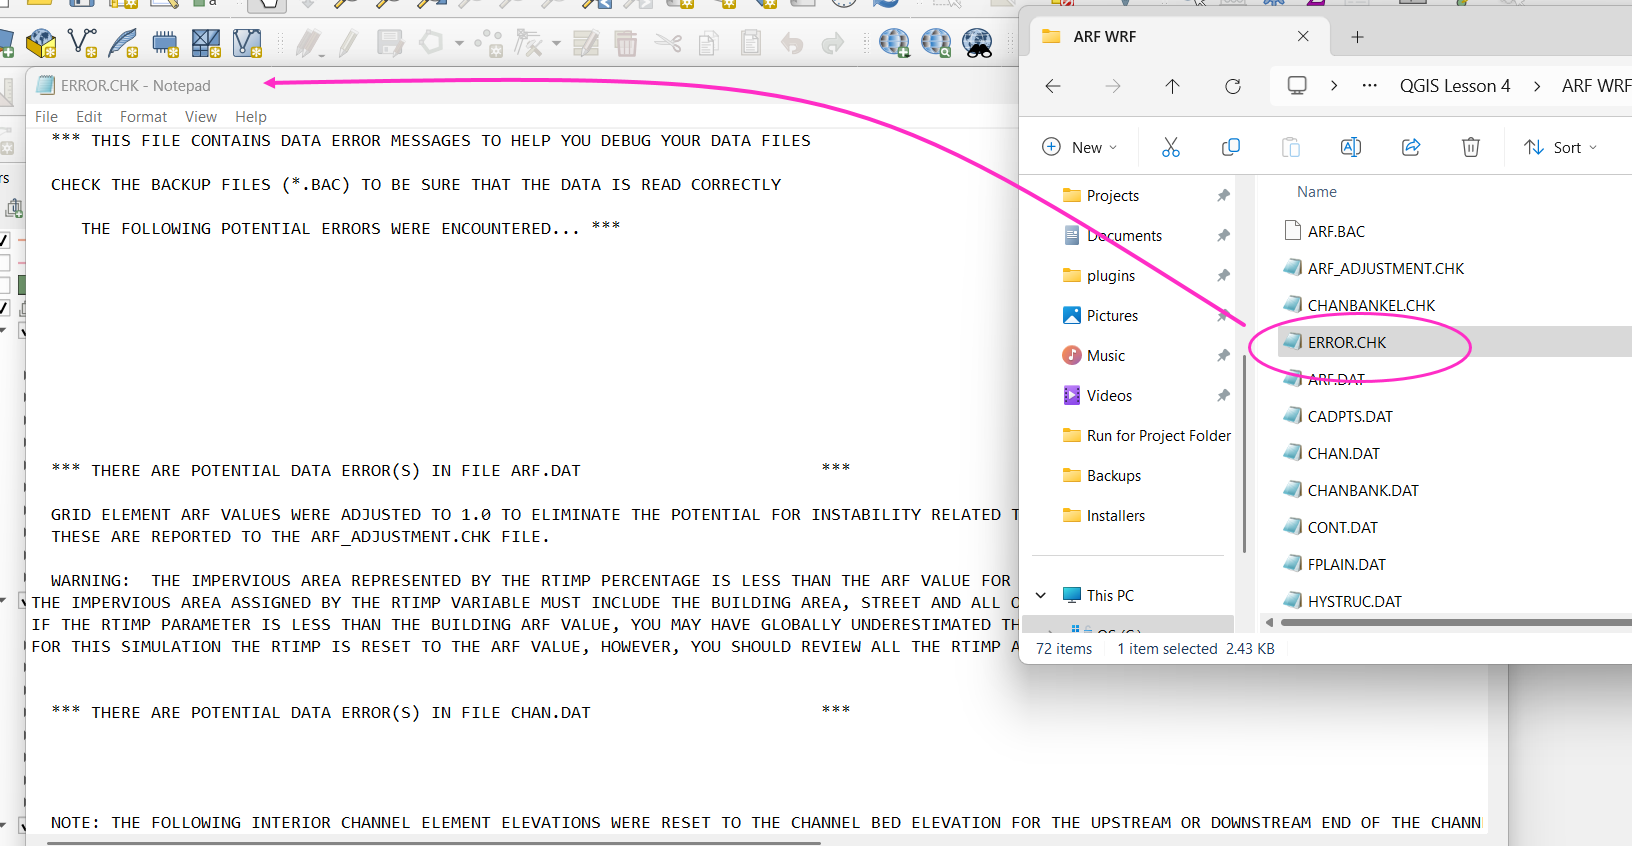 ERROR.CHK - Notepad
File Edit Format View Help
*** THIS FILE CONTAINS DATA ERROR MESSAGES TO HELP YOU DEBUG YOUR DATA FILES
CHECK THE BACKUP FILES (*.BAC) TO BE SURE THAT THE DATA IS READ CORRECTLY
THE FOLLOWING POTENTIAL ERRORS WERE ENCOUNTERED... ***
*** THERE ARE POTENTIAL DATA ERROR(S) IN FILE ARF.DAT ***
GRID ELEMENT ARF VALUES WERE ADJUSTED TO 1.0 TO ELIMINATE THE POTENTIAL FOR INSTABILITY RELATED
THESE ARE REPORTED TO THE ARF_ADJUSTMENT.CHK FILE.
WARNING: THE IMPERVIOUS AREA REPRESENTED BY THE RTIMP PERCENTAGE IS LESS THAN THE ARF VALUE FOR
THE IMPERVIOUS AREA ASSIGNED BY THE RTIMP VARIABLE MUST INCLUDE THE BUILDING AREA, STREET AND ALL
IF THE RTIMP PARAMETER IS LESS THAN THE BUILDING ARF VALUE, YOU MAY HAVE GLOBALLY UNDERESTIMATED
FOR THIS SIMULATION THE RTIMP IS RESET TO THE ARF VALUE, HOWEVER, YOU SHOULD REVIEW ALL THE RTIMP
*** THERE ARE POTENTIAL DATA ERROR(S) IN FILE CHAN.DAT ***
NOTE: THE FOLLOWING INTERIOR CHANNEL ELEMENT ELEVATIONS WERE RESET TO THE CHANNEL BED ELEVATION FOR THE UPSTREAM OR DOWNSTREAM END OF THE
ARF WRF
QGIS Lesson 4 > ARF WRF
New Sort
Projects
Documents
plugins
Pictures
Music
Videos
Run for Project Folder
Backups
Installers
This PC
Name
ARF.BAC
ARF_ADJUSTMENT.CHK
CHANBANKEL.CHK
ERROR.CHK
ARF.DAT
CADPTS.DAT
CHAN.DAT
CHANBANK.DAT
CONT.DAT
FPLAIN.DAT
HYSTRUC.DAT
72 items 1 item selected 2.43 KB